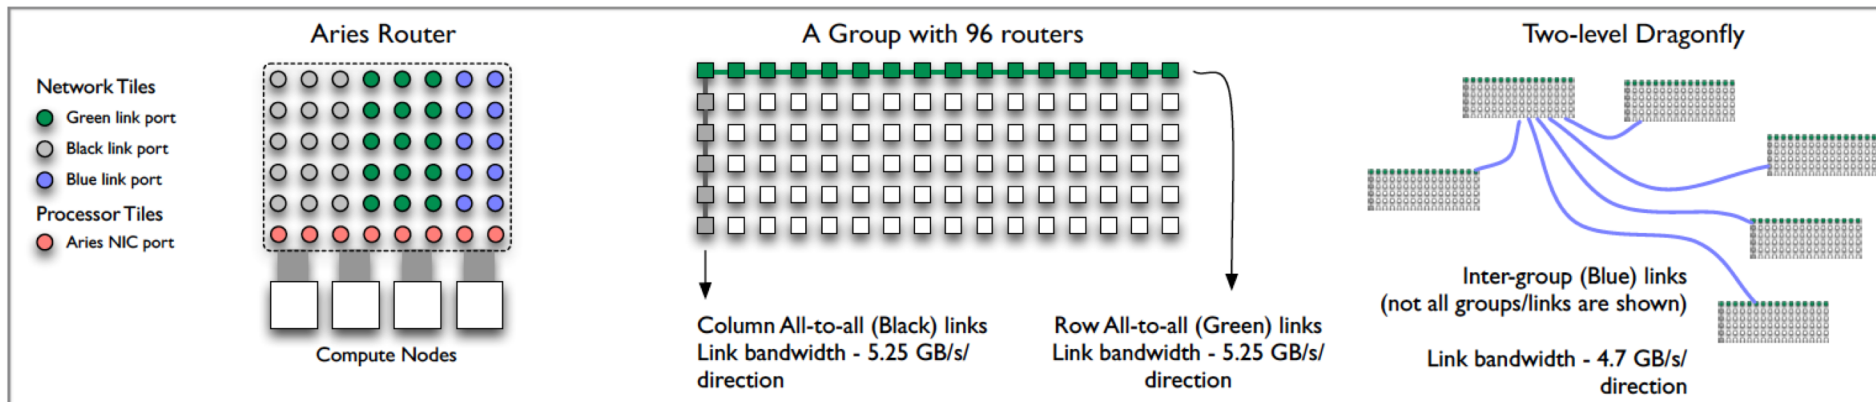 Aries Router
Network Tiles
Green link port
Black link port
Blue link port
Processor Tiles
Aries NIC port
Compute Nodes
A Group with 96 routers
Column All-to-all (Black) links
Link bandwidth - 5.25 GB/s/
direction
Row All-to-all (Green) links
Link bandwidth - 5.25 GB/s/
direction
Two-level Dragonfly
Inter-group (Blue) links
(not all groups/links are shown)
Link bandwidth - 4.7 GB/s/
direction